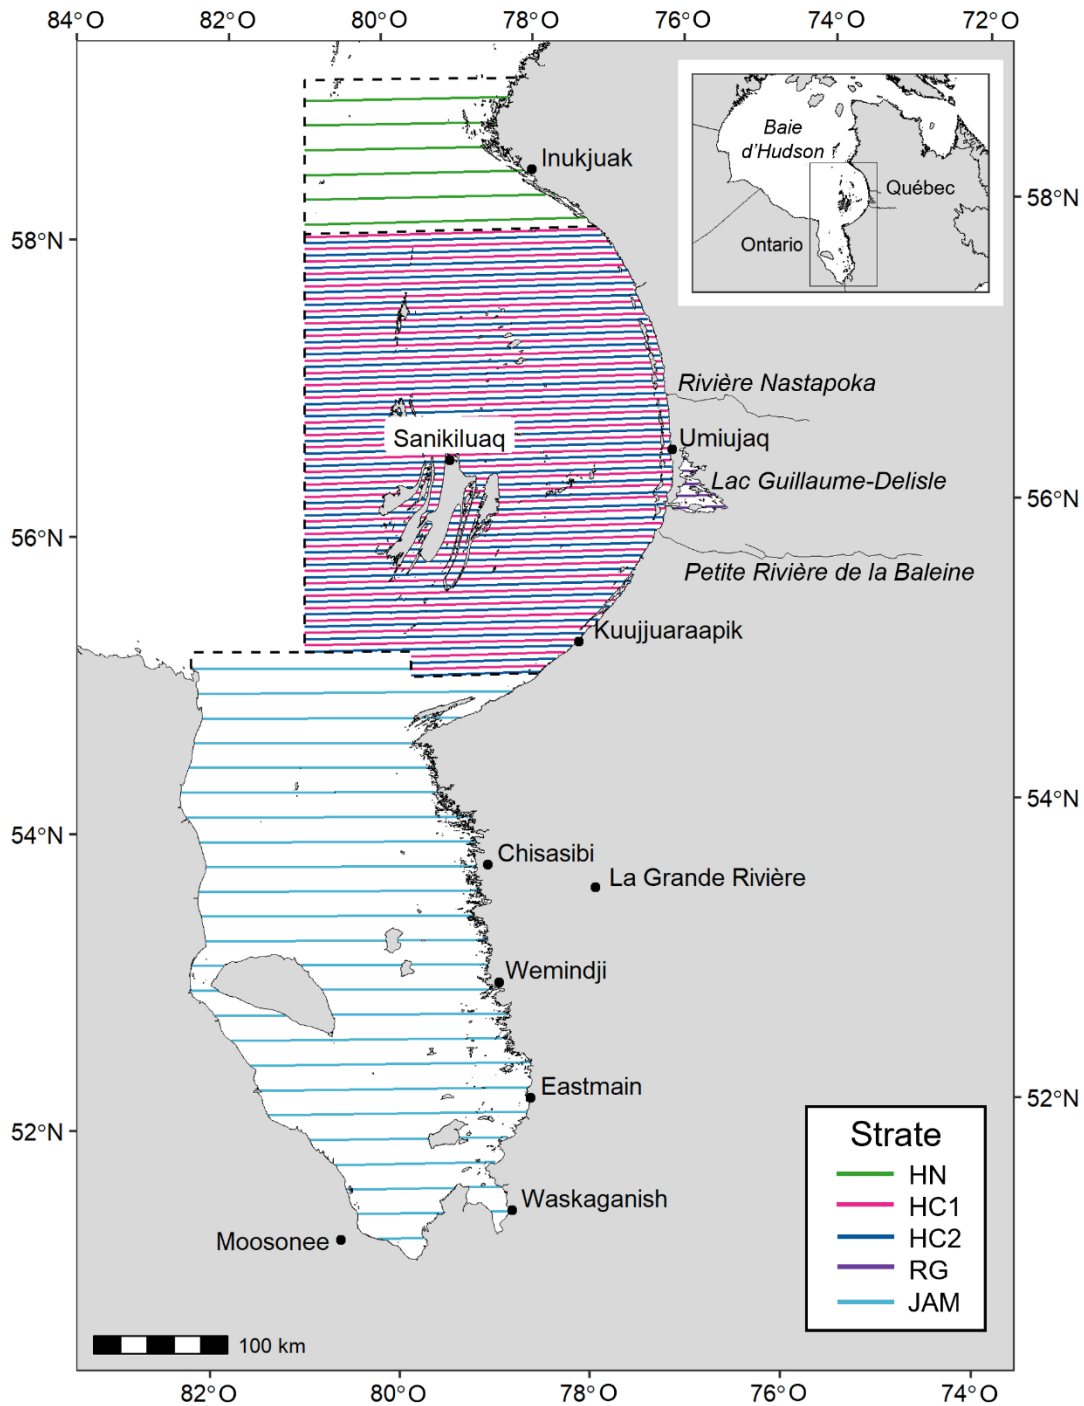 84°O 82°O 80°O 78°O 76°O 74°O 72°O
Baie
d'Hudson
Québec
Ontario
Inukjuak
58°N
58°N
Rivière Nastapoka
Sanikiluaq
Umiujaq
Lac Guillaume-Delisle
56°N
56°N
Petite Rivière de la Baleine
Kuujjuaraapik
54°N
54°N
Chisasibi
La Grande Rivière
Wemindji
Eastmain
52°N
52°N
Waskaganish
Moosonee
Strate
HN
HC1
HC2
RG
JAM
100 km
82°O 80°O 78°O 76°O 74°O